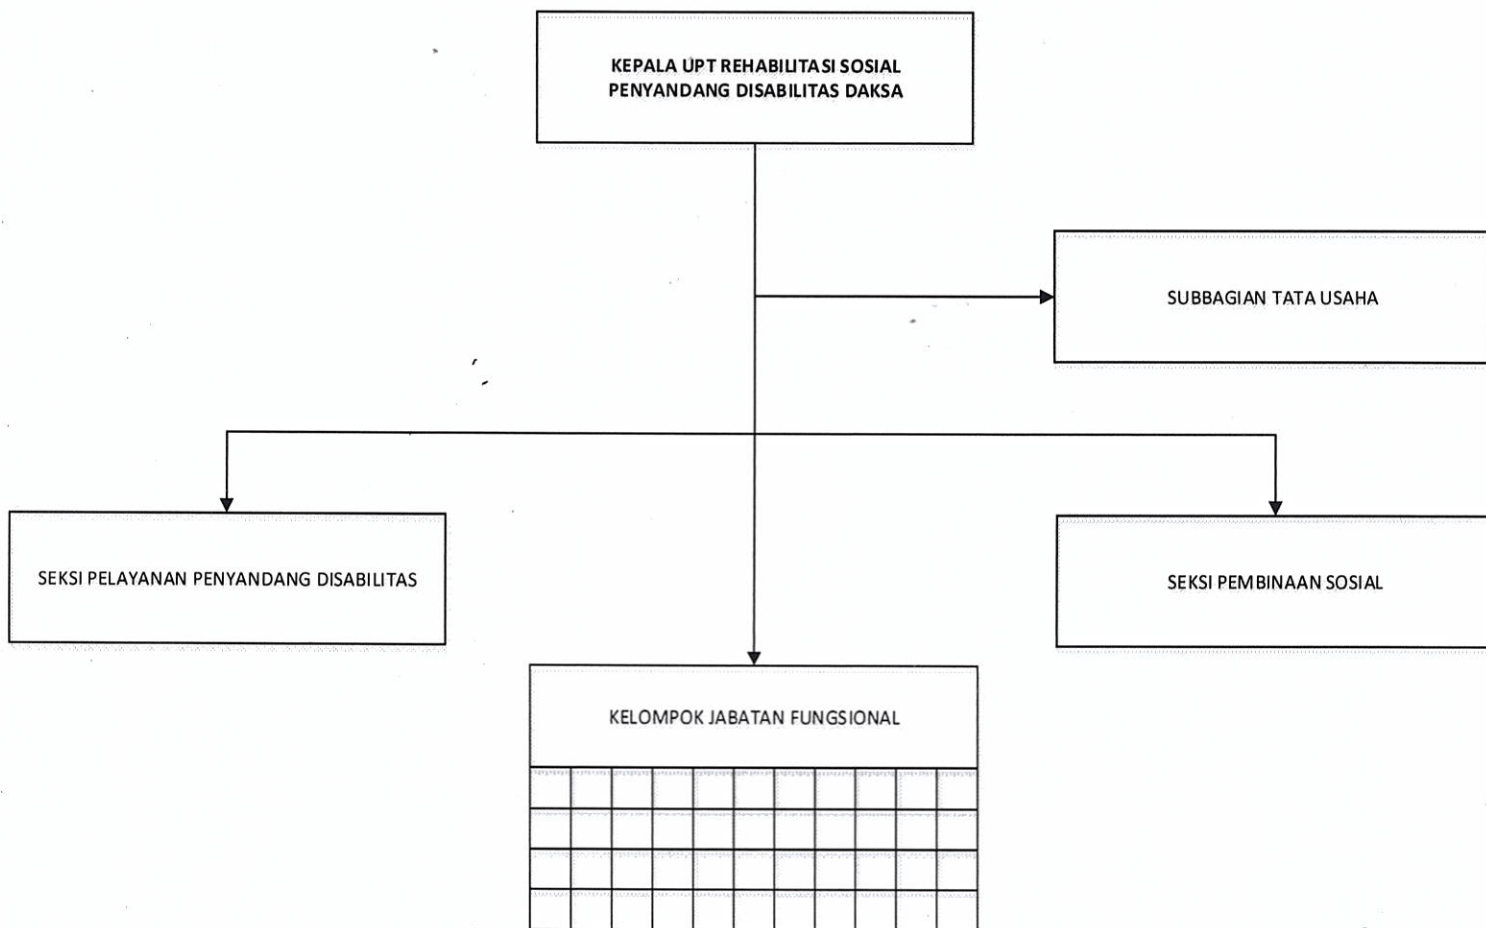 KEPALA UPT REHABILITASI SOSIAL
PENYANDANG DISABILITAS DAKSA
SUBBAGIAN TATA USAHA
SEKSI PELAYANAN PENYANDANG DISABILITAS
SEKSI PEMBINAAN SOSIAL
KELOMPOK JABATAN FUNGSIONAL